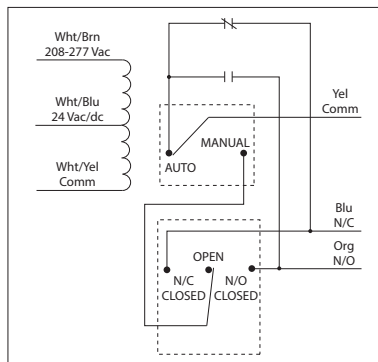 Wht/Brn
208-277 Vac
Wht/Blu
24 Vac/dc
Wht/Yel
Comm
Yel
Comm
MANUAL
AUTO
Blu
N/C
Org
N/O
OPEN
N/C
CLOSED
N/O
CLOSED